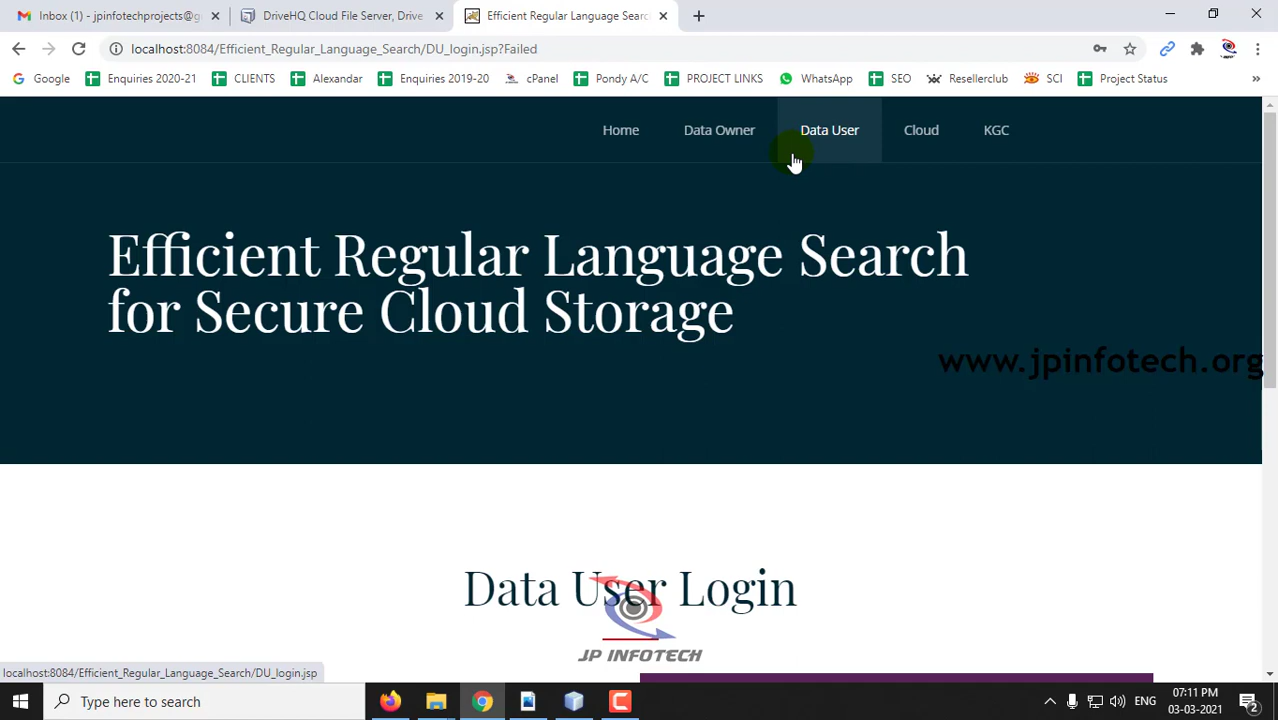 Inbox (1) - jpinfotechprojects@g
DriveHQ Cloud File Server, Drive
Efficient Regular Language Searc
localhost:8084/Efficient_Regular_Language_Search/DU_login.jsp?Failed
Google Enquiries 2020-21 CLIENTS Alexandar Enquiries 2019-20 cPanel Pondy A/C PROJECT LINKS WhatsApp SEO Resellerclub SCI Project Status »
Home Data Owner Data User Cloud KGC
Efficient Regular Language Search
for Secure Cloud Storage
www.jpinfotech.org
Data User Login
JP INFOTECH
localhost:8084/Efficient_Regular_Language_Search/DU_login.jsp
Type here to search
ENG
07:11 PM
03-03-2021
2